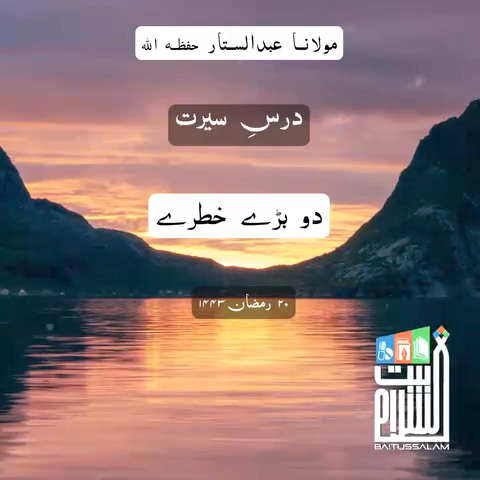 مولانا عبدالستار حفظہ اللہ
درسِ سیرت
دو بڑے خطرے
۲۰ رمضان ۱۴۴۳
بیت السلام
BAITUSSALAM